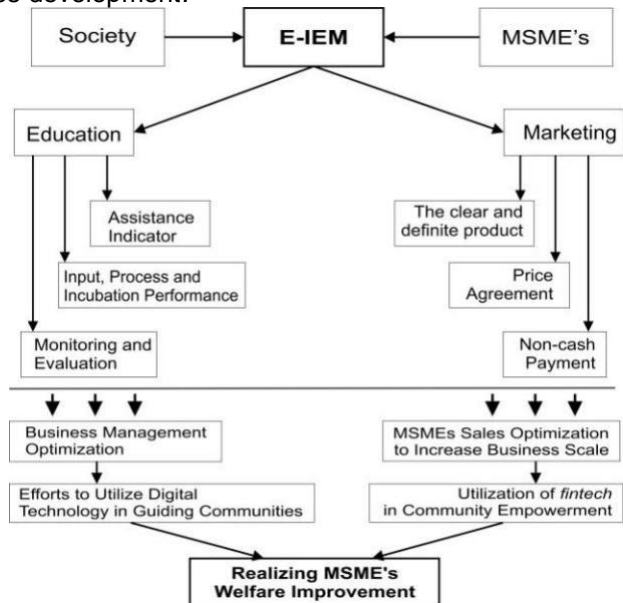 ss development.
Society
E-IEM
MSME's
Education
Marketing
Assistance
Indicator
The clear and
definite product
Input, Process and
Incubation Performance
Price
Agreement
Monitoring and
Evaluation
Non-cash
Payment
Business Management
Optimization
MSMEs Sales Optimization
to Increase Business Scale
Efforts to Utilize Digital
Technology in Guiding Communities
Utilization of fintech
in Community Empowerment
Realizing MSME's
Welfare Improvement